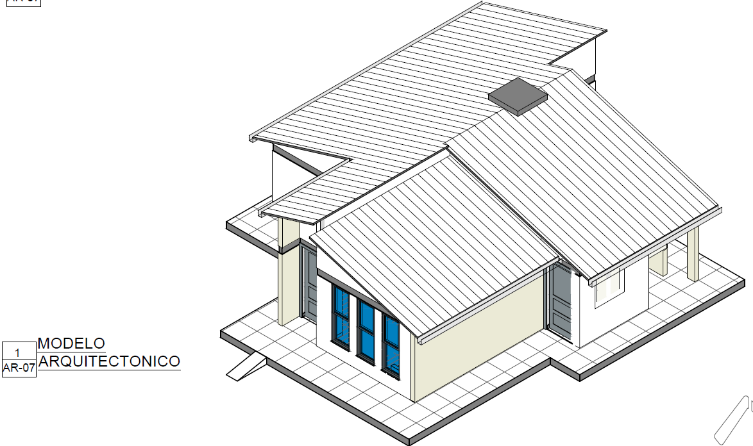 1
AR-07
MODELO
ARQUITECTONICO